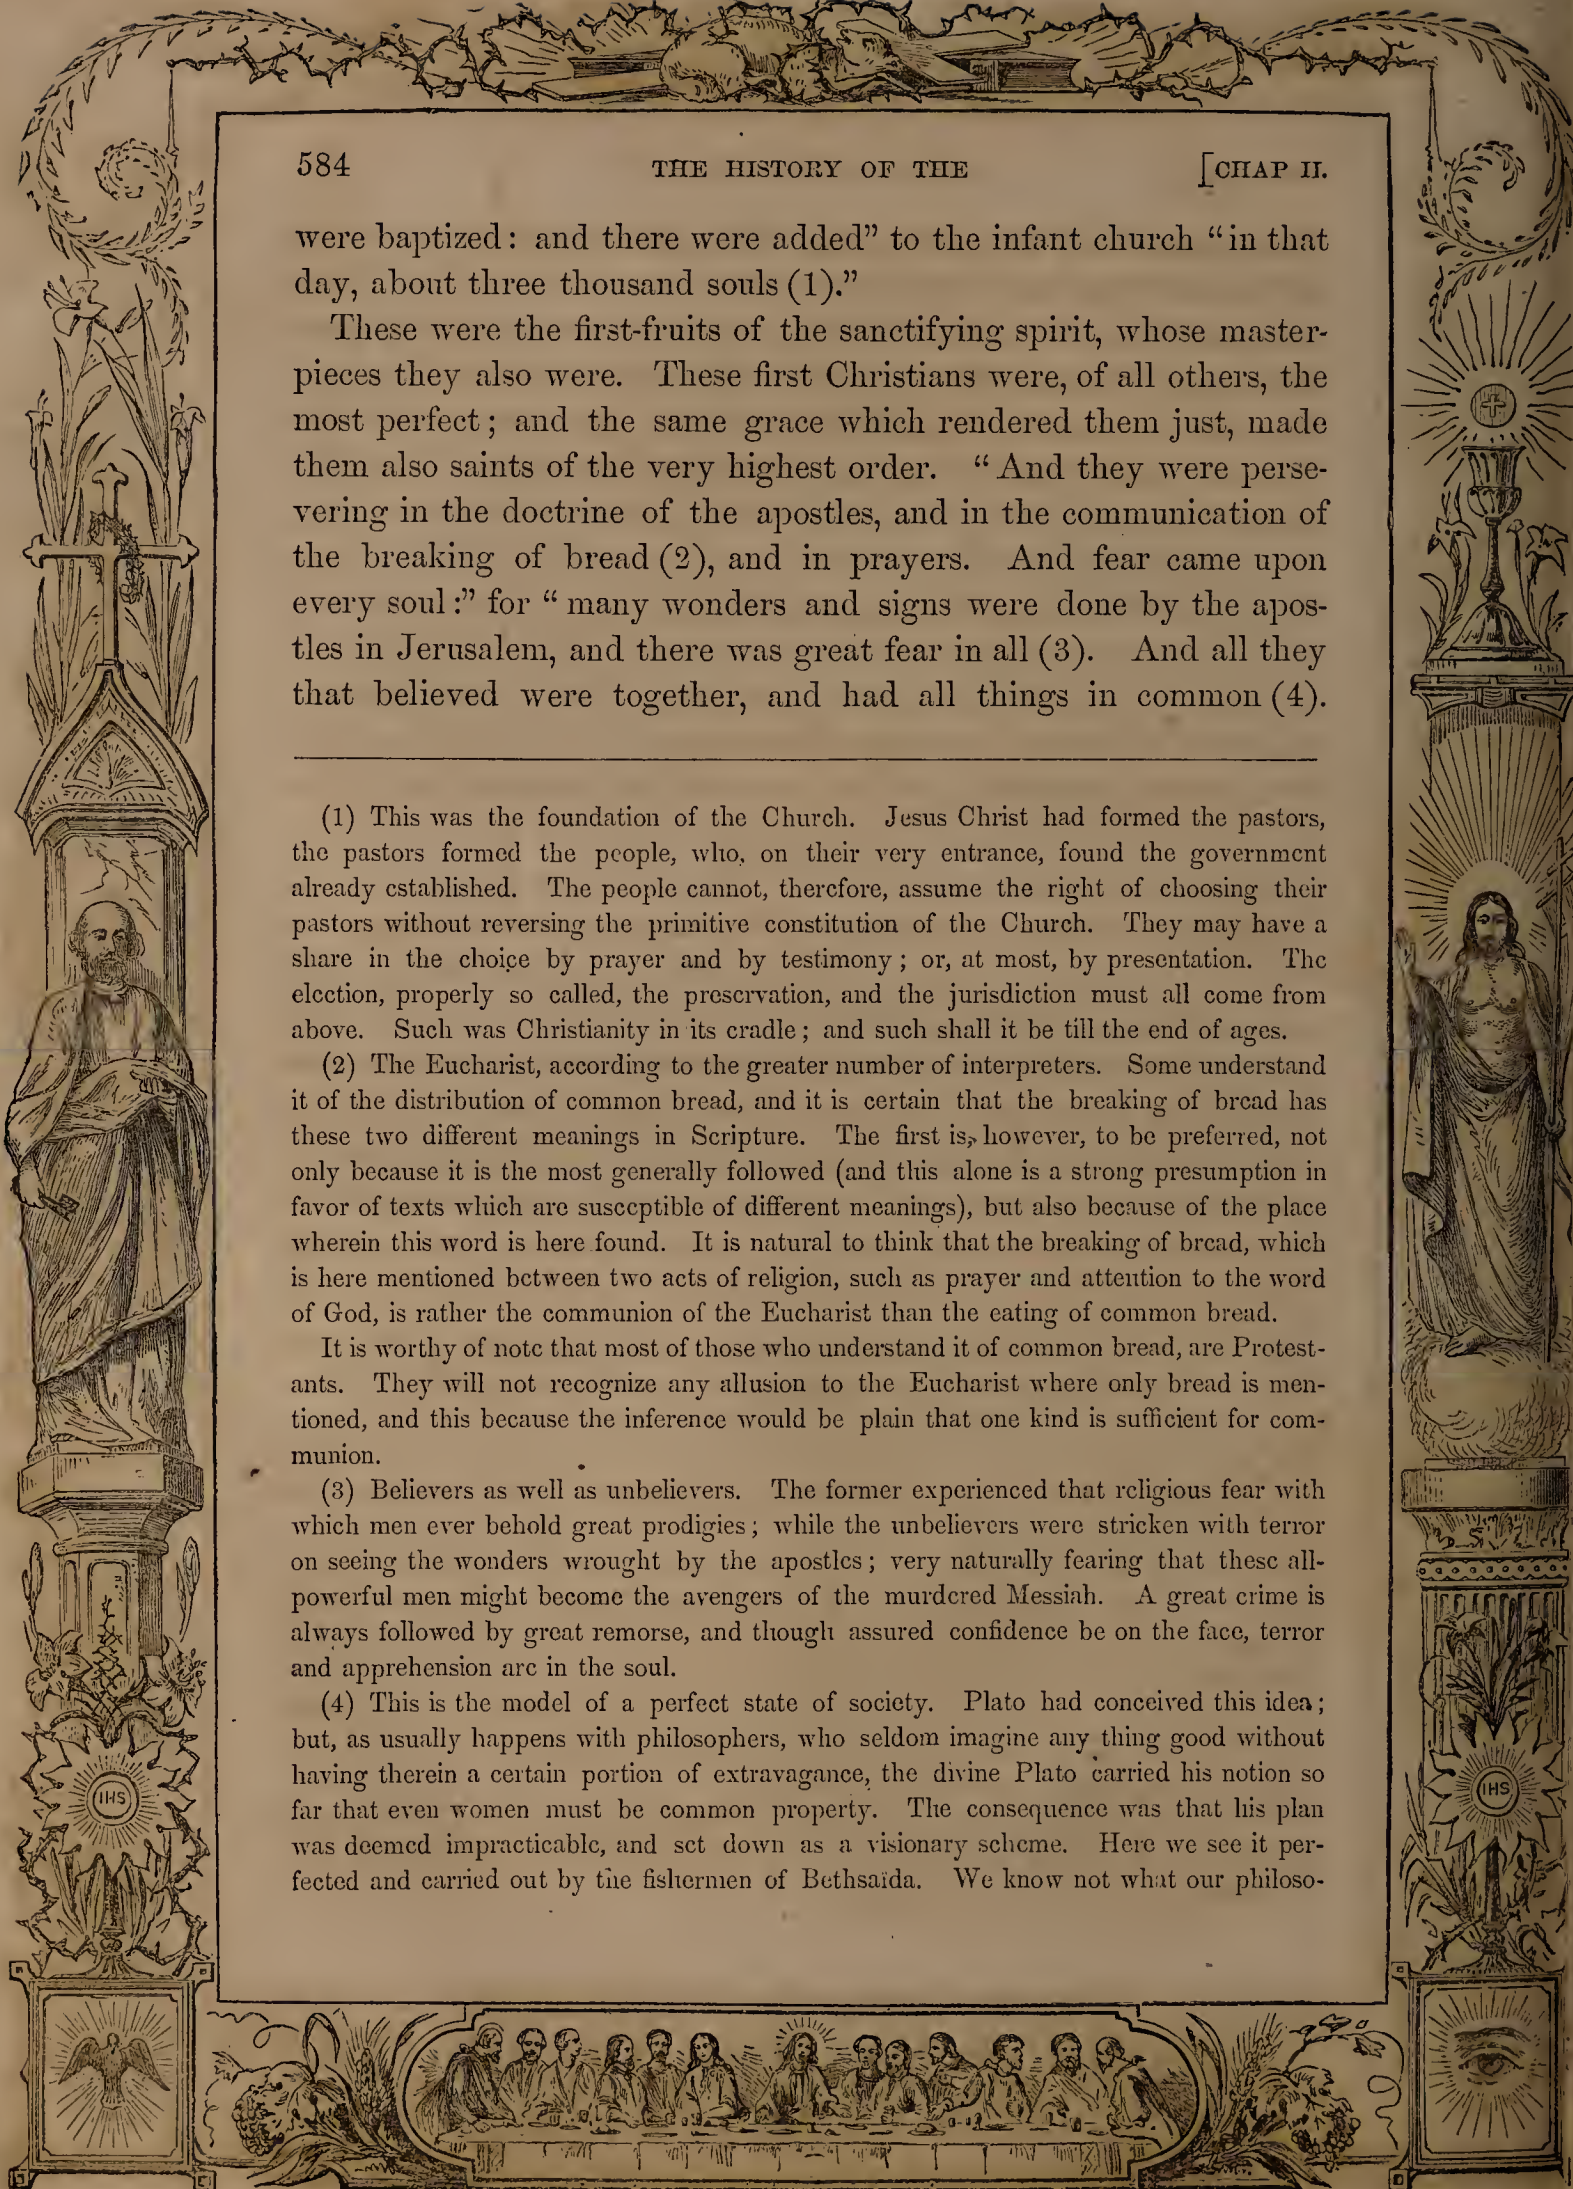 584 THE HISTORY OF THE [CHAP II.
were baptized: and there were added” to the infant church “in that
day, about three thousand souls (1).”
These were the first-fruits of the sanctifying spirit, whose master-
pieces they also were. These first Christians were, of all others, the
most perfect; and the same grace which rendered them just, made
them also saints of the very highest order. “And they were perse-
vering in the doctrine of the apostles, and in the communication of
the breaking of bread (2), and in prayers. And fear came upon
every soul:” for “many wonders and signs were done by the apos-
tles in Jerusalem, and there was great fear in all (3). And all they
that believed were together, and had all things in common (4).
(1) This was the foundation of the Church. Jesus Christ had formed the pastors,
the pastors formed the people, who, on their very entrance, found the government
already established. The people cannot, therefore, assume the right of choosing their
pastors without reversing the primitive constitution of the Church. They may have a
share in the choice by prayer and by testimony; or, at most, by presentation. The
election, properly so called, the preservation, and the jurisdiction must all come from
above. Such was Christianity in its cradle; and such shall it be till the end of ages.
(2) The Eucharist, according to the greater number of interpreters. Some understand
it of the distribution of common bread, and it is certain that the breaking of bread has
these two different meanings in Scripture. The first is, however, to be preferred, not
only because it is the most generally followed (and this alone is a strong presumption in
favor of texts which are susceptible of different meanings), but also because of the place
wherein this word is here found. It is natural to think that the breaking of bread, which
is here mentioned between two acts of religion, such as prayer and attention to the word
of God, is rather the communion of the Eucharist than the eating of common bread.
It is worthy of note that most of those who understand it of common bread, are Protest-
ants. They will not recognize any allusion to the Eucharist where only bread is men-
tioned, and this because the inference would be plain that one kind is sufficient for com-
munion.
(3) Believers as well as unbelievers. The former experienced that religious fear with
which men ever behold great prodigies; while the unbelievers were stricken with terror
on seeing the wonders wrought by the apostles; very naturally fearing that these all-
powerful men might become the avengers of the murdered Messiah. A great crime is
always followed by great remorse, and though assured confidence be on the face, terror
and apprehension are in the soul.
(4) This is the model of a perfect state of society. Plato had conceived this idea;
but, as usually happens with philosophers, who seldom imagine any thing good without
having therein a certain portion of extravagance, the divine Plato carried his notion so
far that even women must be common property. The consequence was that his plan
was deemed impracticable, and set down as a visionary scheme. Here we see it per-
fected and carried out by the fishermen of Bethsaïda. We know not what our philoso-
IHS
IHS